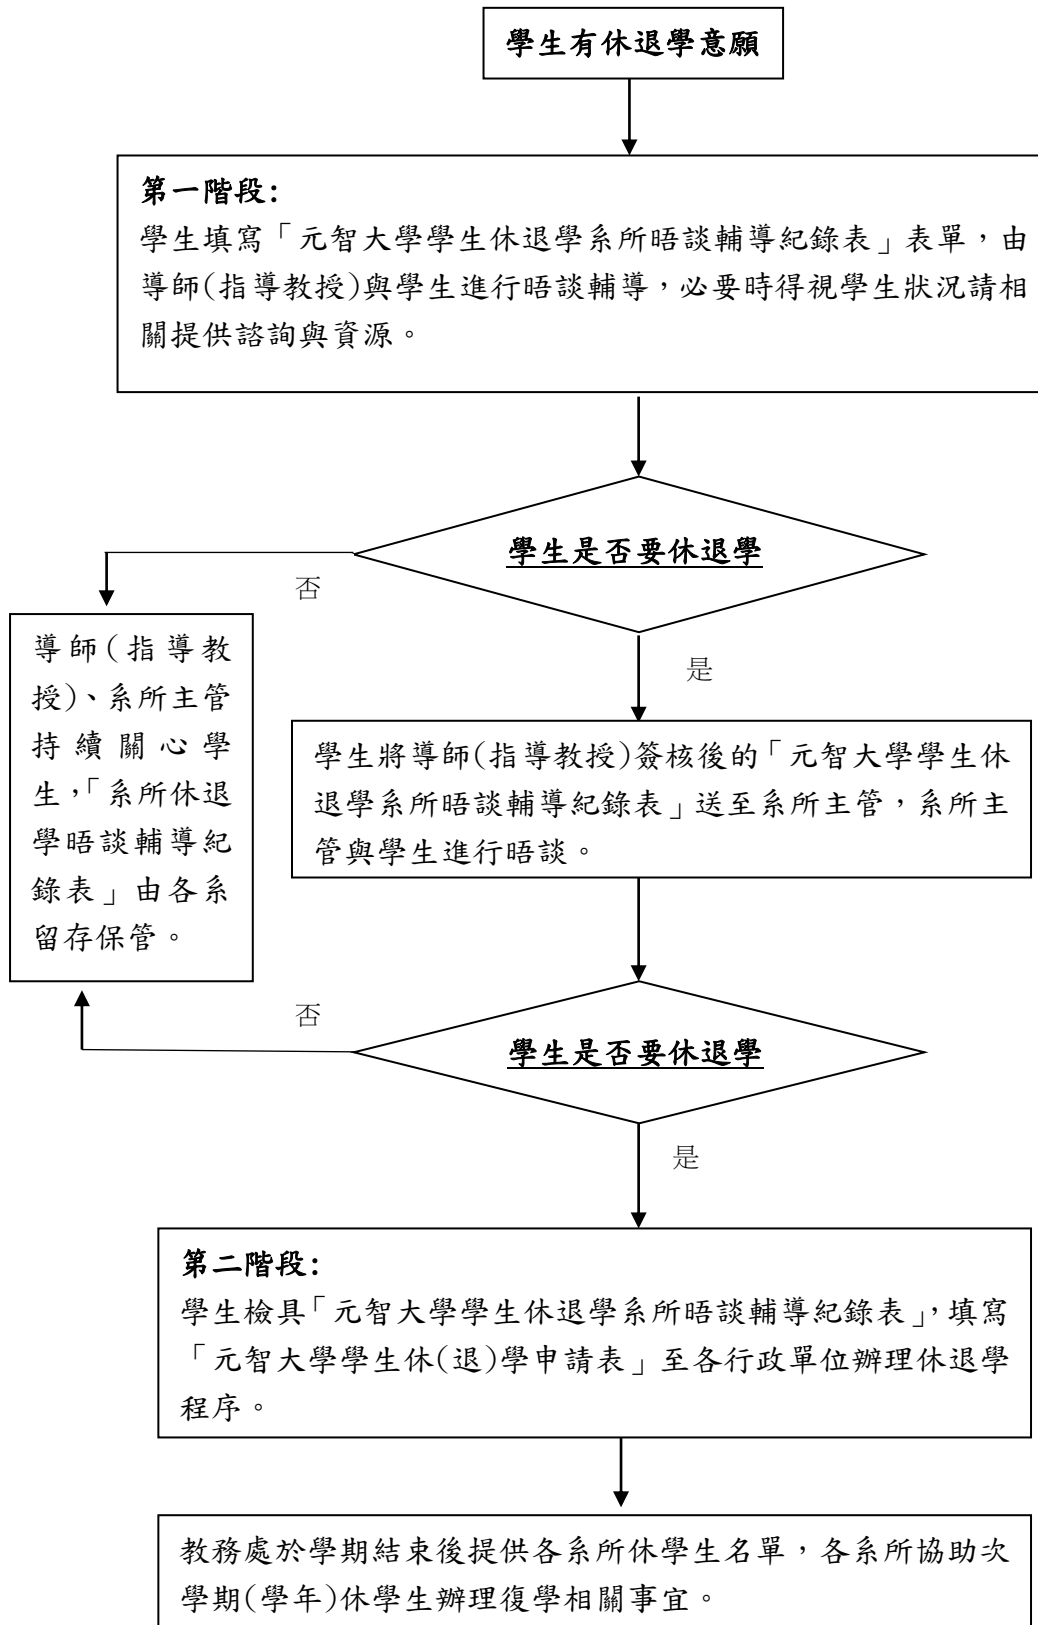 學生有休退學意願
第一階段:
學生填寫「元智大學學生休退學系所晤談輔導紀錄表」表單，由
導師(指導教授)與學生進行晤談輔導，必要時得視學生狀況請相
關提供諮詢與資源。
學生是否要休退學
否
是
導師(指導教
授)、系所主管
持續關心學
生，「系所休退
學晤談輔導紀
錄表」由各系
留存保管。
學生將導師(指導教授)簽核後的「元智大學學生休
退學系所晤談輔導紀錄表」送至系所主管，系所主
管與學生進行晤談。
否
學生是否要休退學
是
第二階段:
學生檢具「元智大學學生休退學系所晤談輔導紀錄表」，填寫
「元智大學學生休(退)學申請表」至各行政單位辦理休退學
程序。
教務處於學期結束後提供各系所休學生名單，各系所協助次
學期(學年)休學生辦理復學相關事宜。